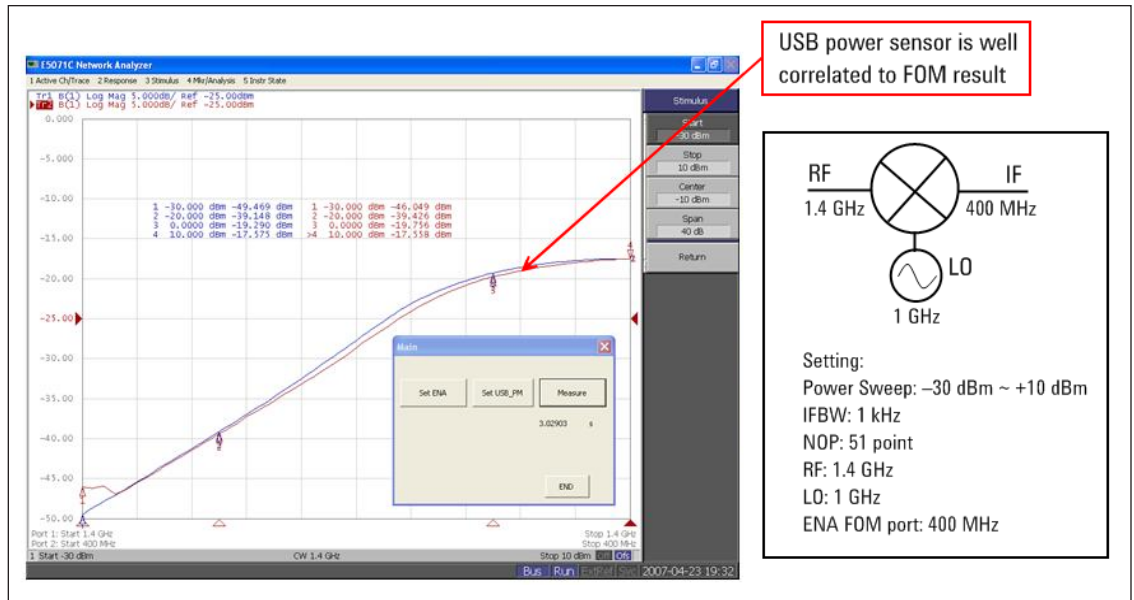 USB power sensor is well
correlated to FOM result
E5071C Network Analyzer
1 Active Ch/Trace 2 Response 3 Stimulus 4 Mkr/Analysis 5 Instr State
Tr1 B(1) Log Mag 5.000dB/ Ref -25.00dBm
Tr2 B(1) Log Mag 5.000dB/ Ref -25.00dBm
0.000
-5.000
-10.00
-15.00
-20.00
-25.00
-30.00
-35.00
-40.00
-45.00
-50.00
1 -30.000 dBm -49.469 dBm 1 -30.000 dBm -46.049 dBm
2 -20.000 dBm -39.148 dBm 2 -20.000 dBm -39.426 dBm
3 0.0000 dBm -19.290 dBm 3 0.0000 dBm -19.756 dBm
4 10.000 dBm -17.575 dBm >4 10.000 dBm -17.558 dBm
4
3
2
Main
Set ENA Set USB_PM Measure
3.02903 s
END
Port 1: Start 1.4 GHz Stop 1.4 GHz
Port 2: Start 400 MHz Stop 400 MHz
1 Start -30 dBm CW 1.4 GHz Stop 10 dBm Off Ofs
Bus Run ExtRef Svc 2007-04-23 19:32
Stimulus
Start
-30 dBm
Stop
10 dBm
Center
-10 dBm
Span
40 dB
Return
RF IF
1.4 GHz 400 MHz
LO
1 GHz
Setting:
Power Sweep: –30 dBm ~ +10 dBm
IFBW: 1 kHz
NOP: 51 point
RF: 1.4 GHz
LO: 1 GHz
ENA FOM port: 400 MHz